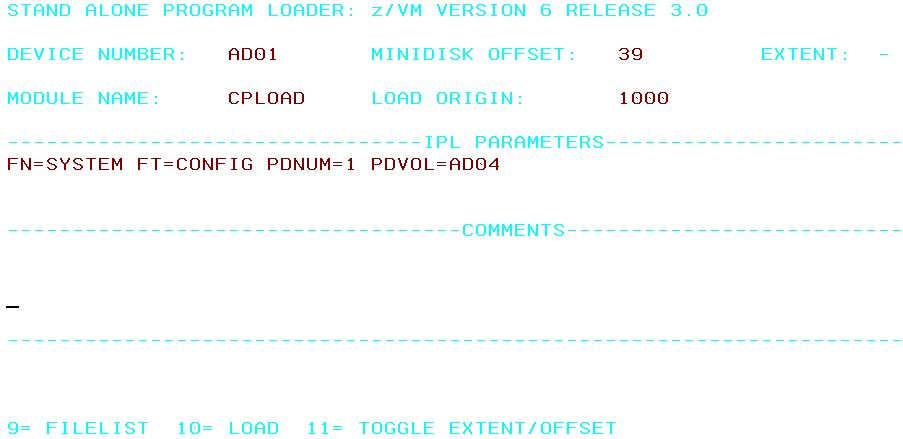 STAND ALONE PROGRAM LOADER: z/VM VERSION 6 RELEASE 3.0
DEVICE NUMBER: AD01 MINIDISK OFFSET: 39 EXTENT: -
MODULE NAME: CPLOAD LOAD ORIGIN: 1000
--------------------------------IPL PARAMETERS-----------------------
FN=SYSTEM FT=CONFIG PDNUM=1 PDVOL=AD04
-----------------------------------COMMENTS--------------------------
_
---------------------------------------------------------------------
9= FILELIST 10= LOAD 11= TOGGLE EXTENT/OFFSET